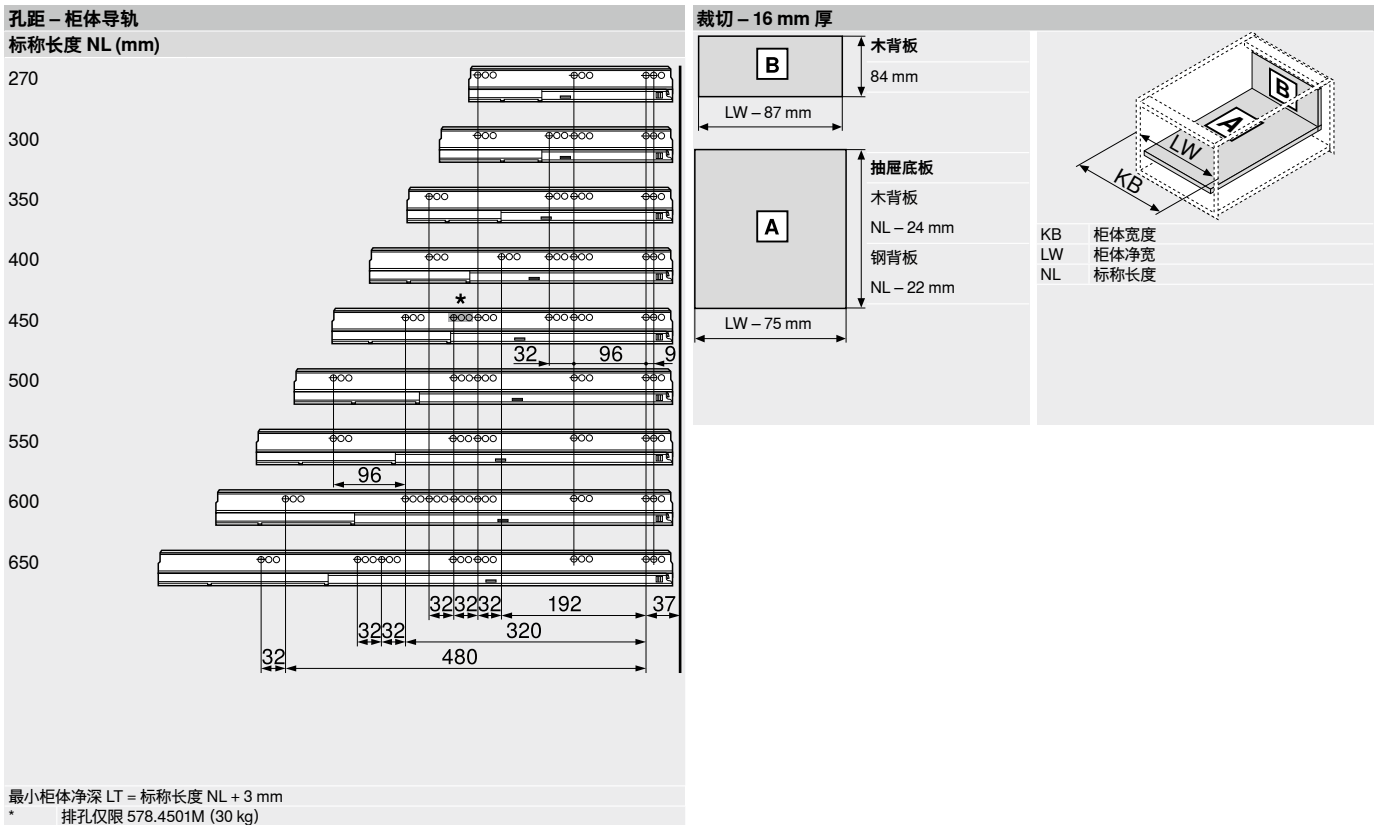 孔距 – 柜体导轨
标称长度 NL (mm)
270
300
350
400
450
*
32 96 9
500
550
96
600
650
32 32 32 192 37
32 32 320
32 480
最小柜体净深 LT = 标称长度 NL + 3 mm
* 排孔仅限 578.4501M (30 kg)
裁切 – 16 mm 厚
B
木背板
84 mm
LW – 87 mm
A
抽屉底板
木背板
NL – 24 mm
钢背板
NL – 22 mm
LW – 75 mm
B
A
LW
KB
KB 柜体宽度
LW 柜体净宽
NL 标称长度